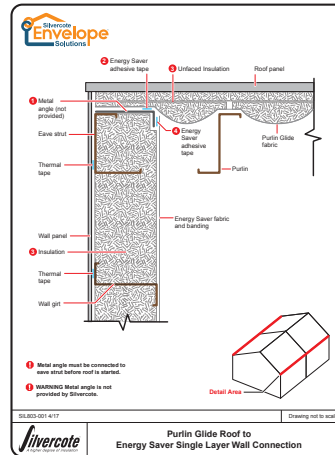 Silvercote
Envelope
Solutions
2 Energy Saver
adhesive tape
3 Unfaced Insulation
Roof panel
1 Metal
angle (not
provided)
Eave strut
4 Energy
Saver
adhesive
tape
Purlin Glide
fabric
Thermal
tape
Purlin
Energy Saver fabric
and banding
Wall panel
5 Insulation
Thermal
tape
Wall girt
! Metal angle must be connected to
eave strut before roof is started.
! WARNING Metal angle is not
provided by Silvercote.
Detail Area
SIL803-001 4/17
Drawing not to scale
Silvercote
A higher degree of insulation
Purlin Glide Roof to
Energy Saver Single Layer Wall Connection